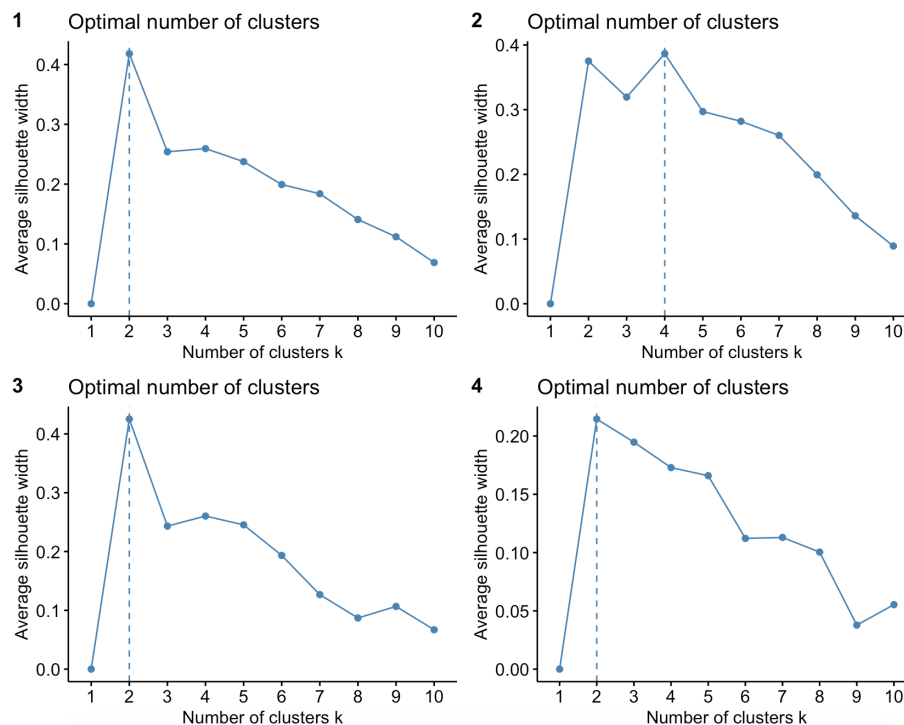 1 Optimal number of clusters
Average silhouette width
0.4
0.3
0.2
0.1
0.0
1 2 3 4 5 6 7 8 9 10
Number of clusters k
2 Optimal number of clusters
Average silhouette width
0.4
0.3
0.2
0.1
0.0
1 2 3 4 5 6 7 8 9 10
Number of clusters k
3 Optimal number of clusters
Average silhouette width
0.4
0.3
0.2
0.1
0.0
1 2 3 4 5 6 7 8 9 10
Number of clusters k
4 Optimal number of clusters
Average silhouette width
0.20
0.15
0.10
0.05
0.00
1 2 3 4 5 6 7 8 9 10
Number of clusters k